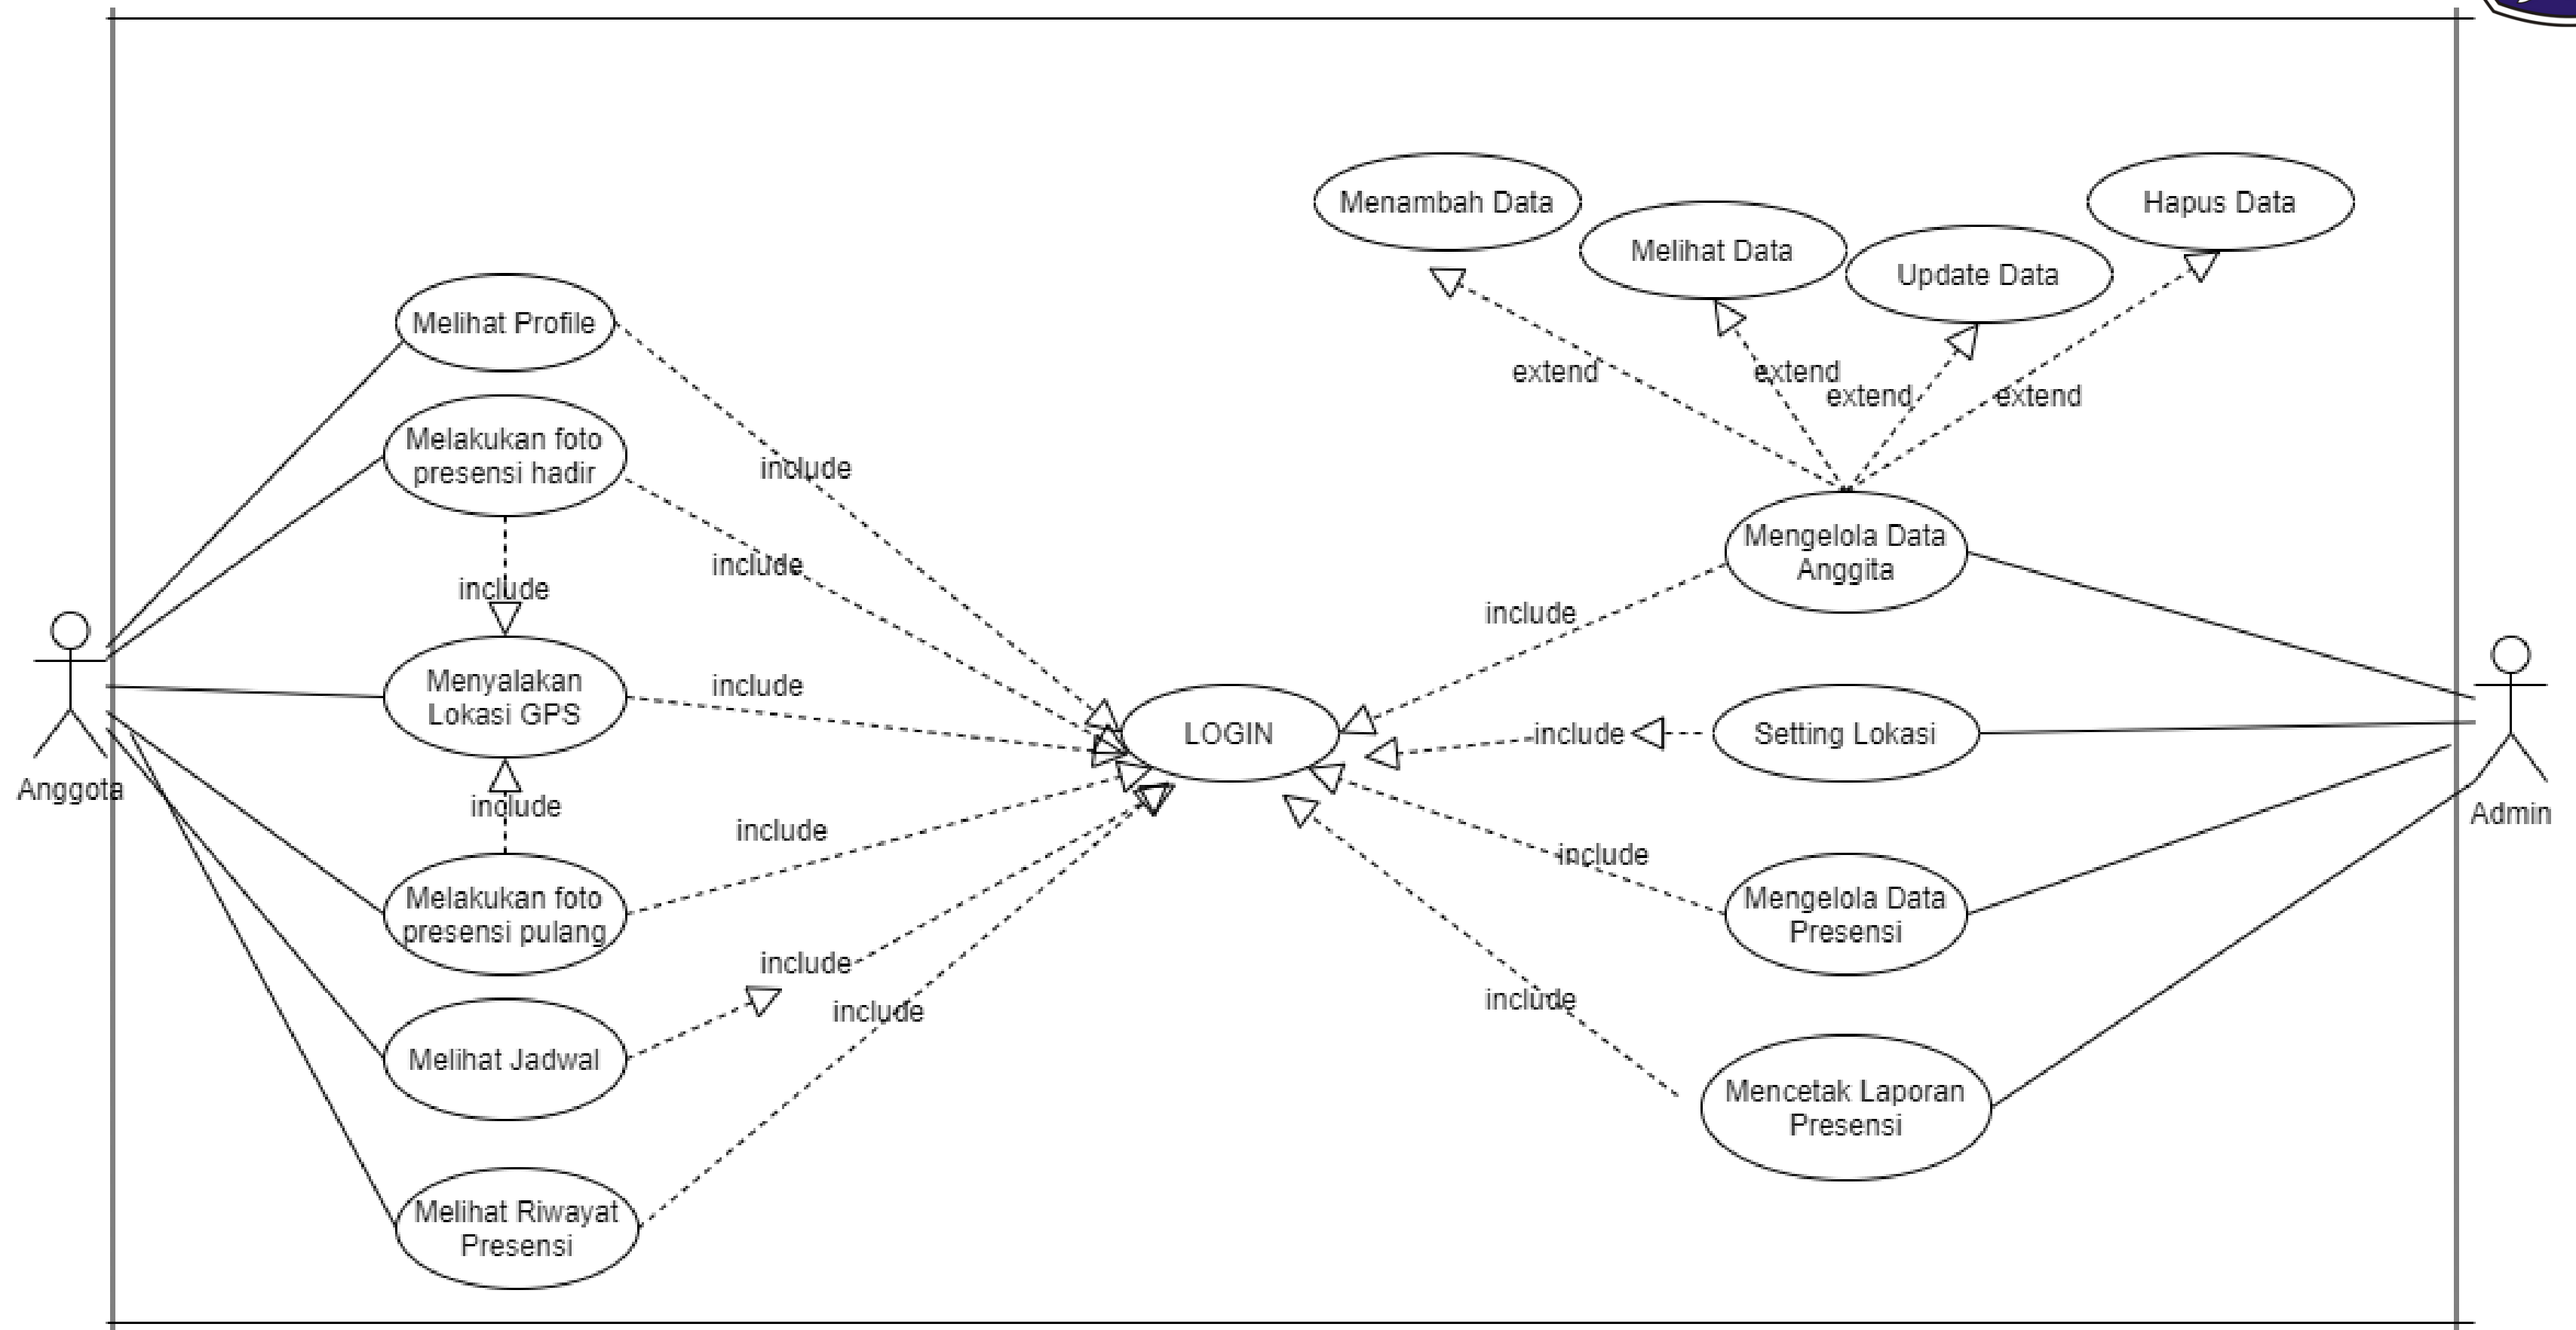 Menambah Data
Hapus Data
Melihat Data
Update Data
Melihat Profile
extend
extend
extend
extend
Melakukan foto
presensi hadir
include
include
include
Mengelola Data
Anggita
include
Menyalakan
Lokasi GPS
include
LOGIN
include
Setting Lokasi
Anggota
include
Admin
include
include
Melakukan foto
presensi pulang
Mengelola Data
Presensi
include
include
include
Melihat Jadwal
Mencetak Laporan
Presensi
Melihat Riwayat
Presensi